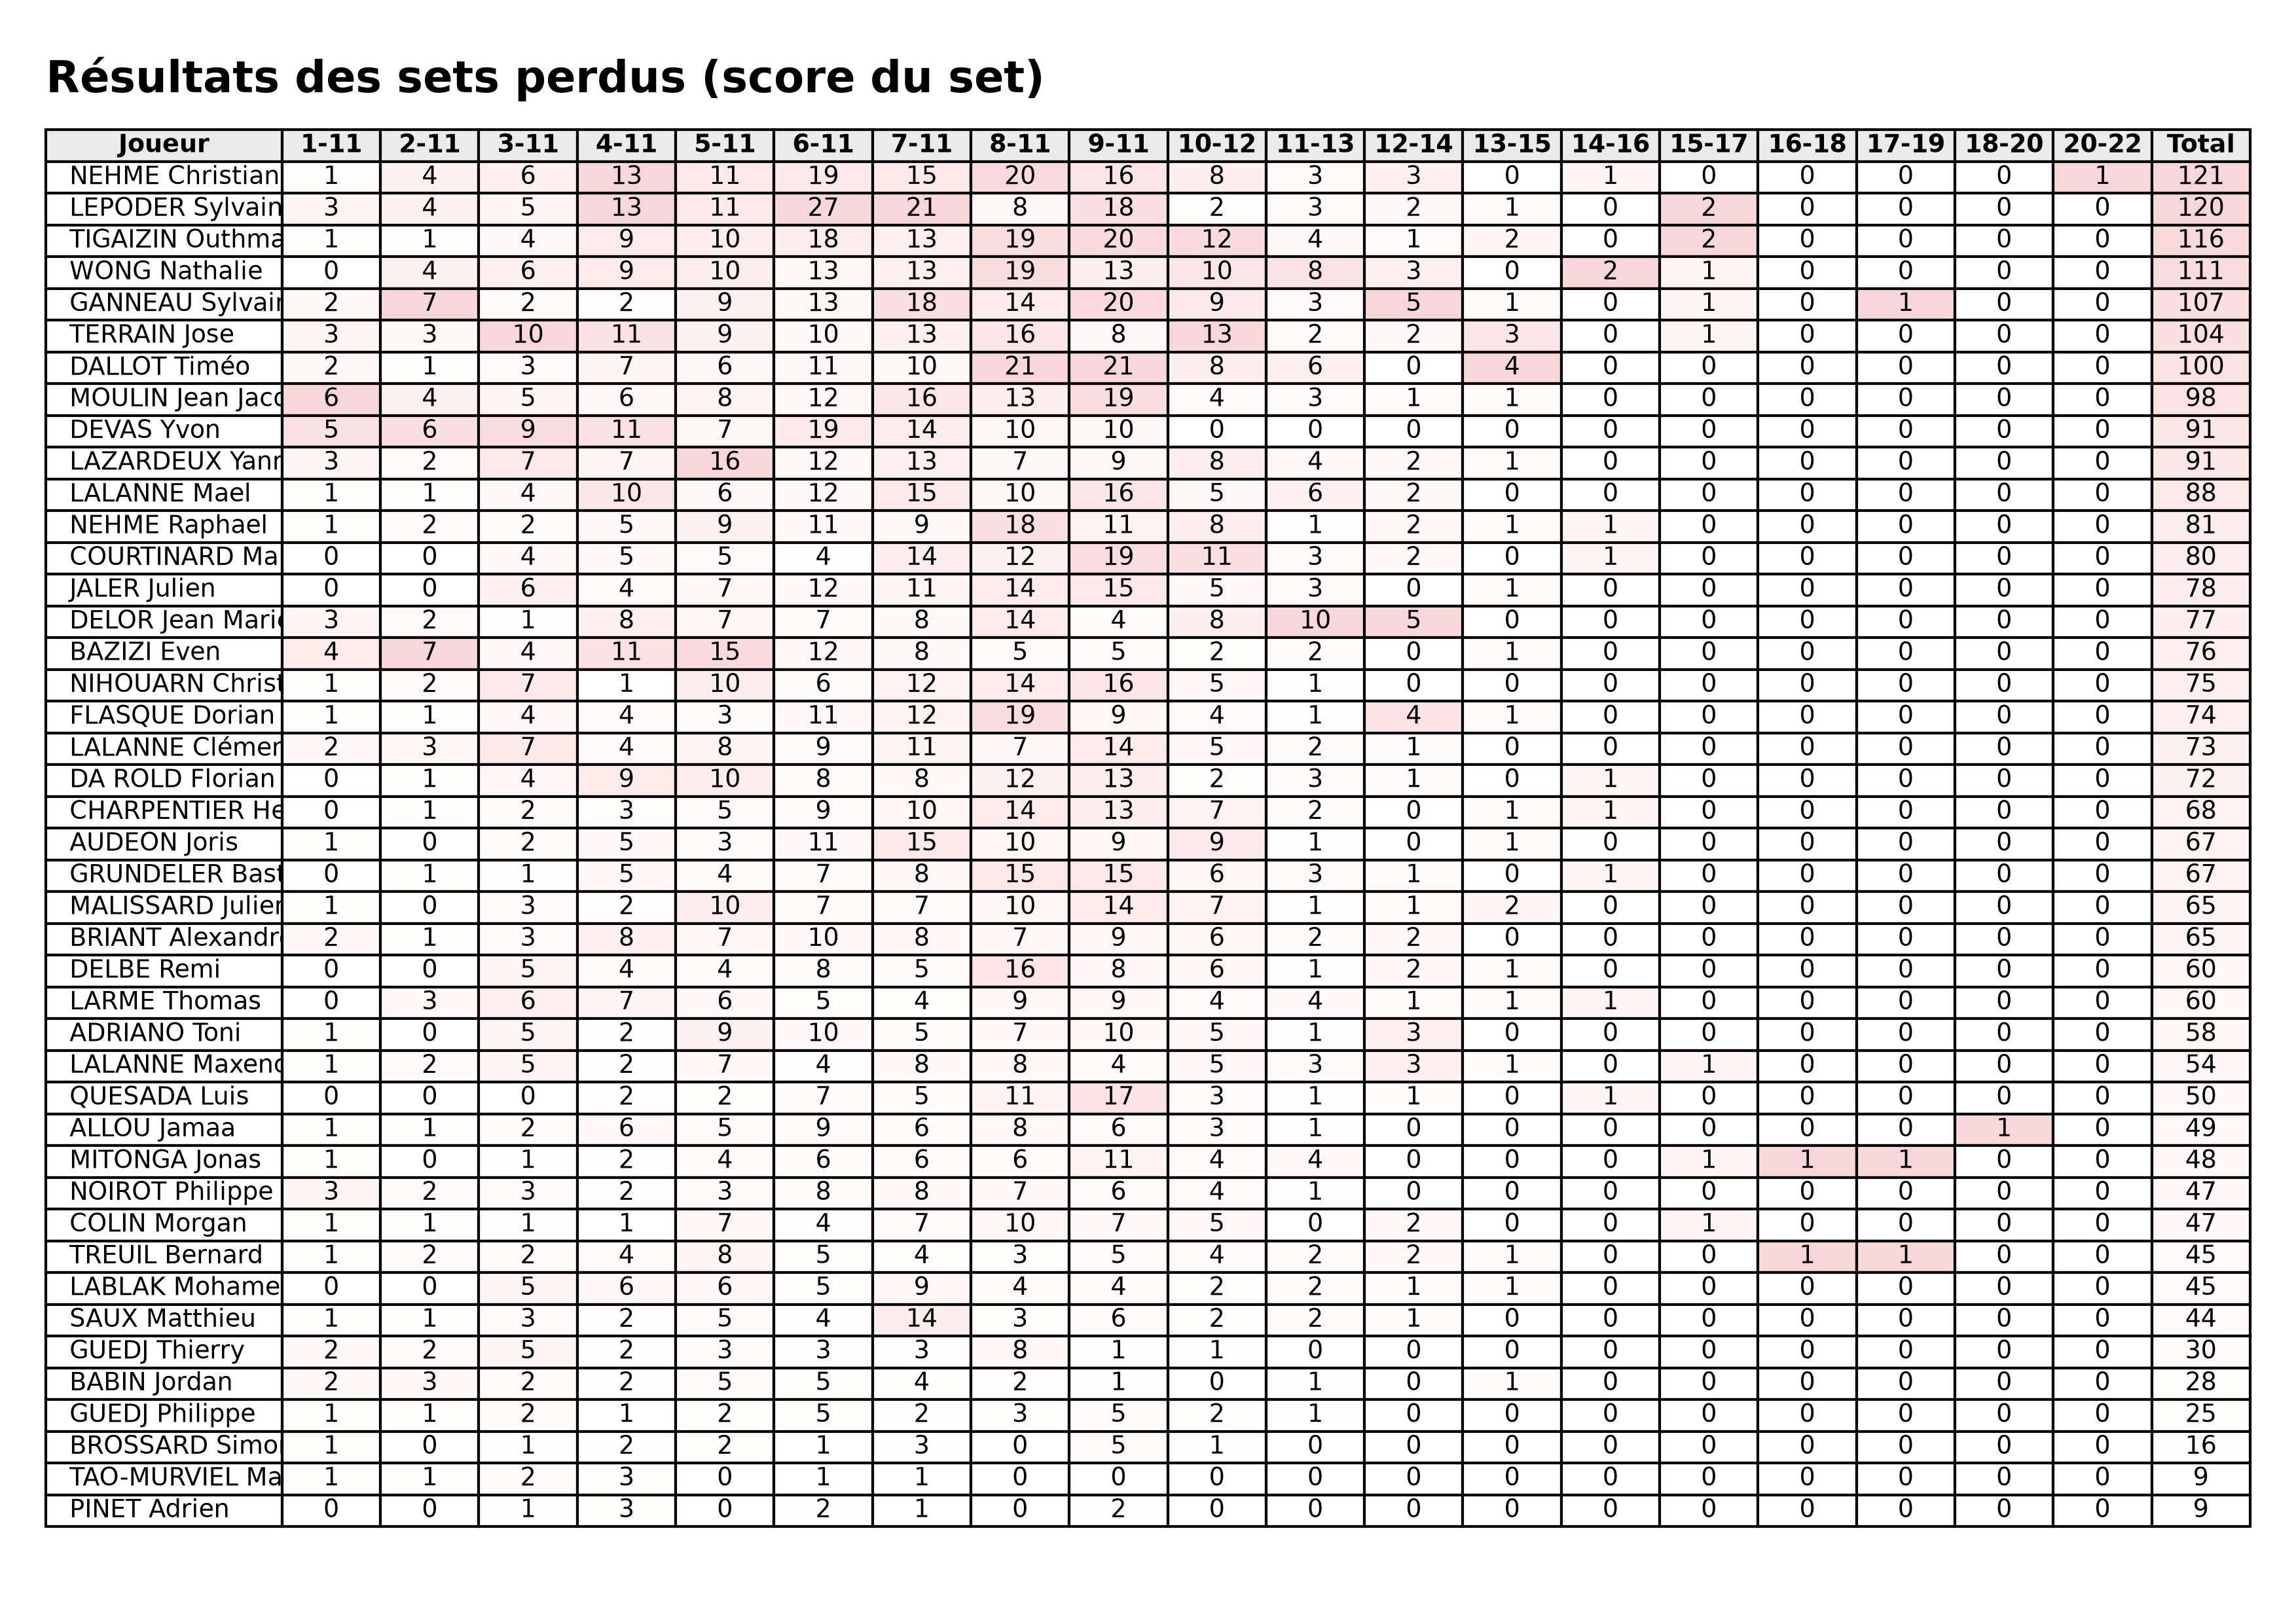 Résultats des sets perdus (score du set)
Joueur 1-11 2-11 3-11 4-11 5-11 6-11 7-11 8-11 9-11 10-12 11-13 12-14 13-15 14-16 15-17 16-18 17-19 18-20 20-22 Total
NEHME Christian 1 4 6 13 11 19 15 20 16 8 3 3 0 1 0 0 0 0 1 121
LEPODER Sylvain 3 4 5 13 11 27 21 8 18 2 3 2 1 0 2 0 0 0 0 120
TIGAIZIN Outhma 1 1 4 9 10 18 13 19 20 12 4 1 2 0 2 0 0 0 0 116
WONG Nathalie 0 4 6 9 10 13 13 19 13 10 8 3 0 2 1 0 0 0 0 111
GANNEAU Sylvain 2 7 2 2 9 13 18 14 20 9 3 5 1 0 1 0 1 0 0 107
TERRAIN Jose 3 3 10 11 9 10 13 16 8 13 2 2 3 0 1 0 0 0 0 104
DALLOT Timéo 2 1 3 7 6 11 10 21 21 8 6 0 4 0 0 0 0 0 0 100
MOULIN Jean Jacq 6 4 5 6 8 12 16 13 19 4 3 1 1 0 0 0 0 0 0 98
DEVAS Yvon 5 6 9 11 7 19 14 10 10 0 0 0 0 0 0 0 0 0 0 91
LAZARDEUX Yann 3 2 7 7 16 12 13 7 9 8 4 2 1 0 0 0 0 0 0 91
LALANNE Mael 1 1 4 10 6 12 15 10 16 5 6 2 0 0 0 0 0 0 0 88
NEHME Raphael 1 2 2 5 9 11 9 18 11 8 1 2 1 1 0 0 0 0 0 81
COURTINARD Ma 0 0 4 5 5 4 14 12 19 11 3 2 0 1 0 0 0 0 0 80
JALER Julien 0 0 6 4 7 12 11 14 15 5 3 0 1 0 0 0 0 0 0 78
DELOR Jean Marie 3 2 1 8 7 7 8 14 4 8 10 5 0 0 0 0 0 0 0 77
BAZIZI Even 4 7 4 11 15 12 8 5 5 2 2 0 1 0 0 0 0 0 0 76
NIHOUARN Christ 1 2 7 1 10 6 12 14 16 5 1 0 0 0 0 0 0 0 0 75
FLASQUE Dorian 1 1 4 4 3 11 12 19 9 4 1 4 1 0 0 0 0 0 0 74
LALANNE Clémen 2 3 7 4 8 9 11 7 14 5 2 1 0 0 0 0 0 0 0 73
DA ROLD Florian 0 1 4 9 10 8 8 12 13 2 3 1 0 1 0 0 0 0 0 72
CHARPENTIER He 0 1 2 3 5 9 10 14 13 7 2 0 1 1 0 0 0 0 0 68
AUDEON Joris 1 0 2 5 3 11 15 10 9 9 1 0 1 0 0 0 0 0 0 67
GRUNDELER Bast 0 1 1 5 4 7 8 15 15 6 3 1 0 1 0 0 0 0 0 67
MALISSARD Julien 1 0 3 2 10 7 7 10 14 7 1 1 2 0 0 0 0 0 0 65
BRIANT Alexandre 2 1 3 8 7 10 8 7 9 6 2 2 0 0 0 0 0 0 0 65
DELBE Remi 0 0 5 4 4 8 5 16 8 6 1 2 1 0 0 0 0 0 0 60
LARME Thomas 0 3 6 7 6 5 4 9 9 4 4 1 1 1 0 0 0 0 0 60
ADRIANO Toni 1 0 5 2 9 10 5 7 10 5 1 3 0 0 0 0 0 0 0 58
LALANNE Maxenc 1 2 5 2 7 4 8 8 4 5 3 3 1 0 1 0 0 0 0 54
QUESADA Luis 0 0 0 2 2 7 5 11 17 3 1 1 0 1 0 0 0 0 0 50
ALLOU Jamaa 1 1 2 6 5 9 6 8 6 3 1 0 0 0 0 0 0 1 0 49
MITONGA Jonas 1 0 1 2 4 6 6 6 11 4 4 0 0 0 1 1 1 0 0 48
NOIROT Philippe 3 2 3 2 3 8 8 7 6 4 1 0 0 0 0 0 0 0 0 47
COLIN Morgan 1 1 1 1 7 4 7 10 7 5 0 2 0 0 1 0 0 0 0 47
TREUIL Bernard 1 2 2 4 8 5 4 3 5 4 2 2 1 0 0 1 1 0 0 45
LABLAK Mohame 0 0 5 6 6 5 9 4 4 2 2 1 1 0 0 0 0 0 0 45
SAUX Matthieu 1 1 3 2 5 4 14 3 6 2 2 1 0 0 0 0 0 0 0 44
GUEDJ Thierry 2 2 5 2 3 3 3 8 1 1 0 0 0 0 0 0 0 0 0 30
BABIN Jordan 2 3 2 2 5 5 4 2 1 0 1 0 1 0 0 0 0 0 0 28
GUEDJ Philippe 1 1 2 1 2 5 2 3 5 2 1 0 0 0 0 0 0 0 0 25
BROSSARD Simon 1 0 1 2 2 1 3 0 5 1 0 0 0 0 0 0 0 0 0 16
TAO-MURVIEL Ma 1 1 2 3 0 1 1 0 0 0 0 0 0 0 0 0 0 0 0 9
PINET Adrien 0 0 1 3 0 2 1 0 2 0 0 0 0 0 0 0 0 0 0 9